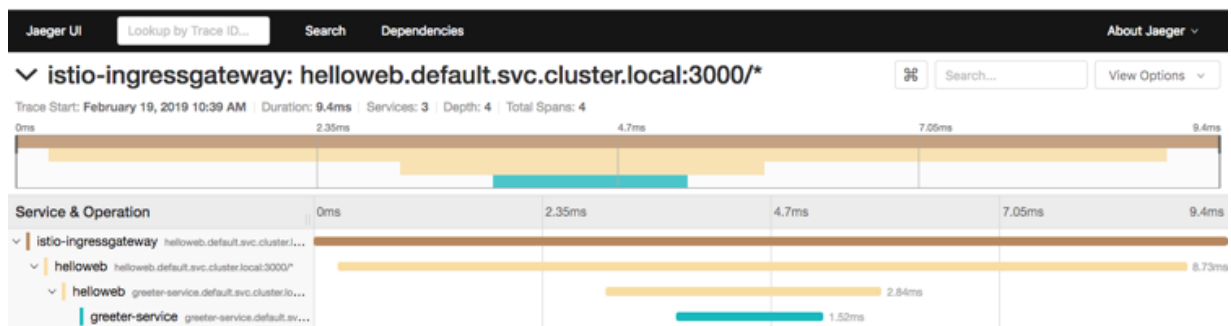 Jaeger UI Lookup by Trace ID... Search Dependencies About Jaeger
istio-ingressgateway: helloweb.default.svc.cluster.local:3000/* ⌘ Search... View Options
Trace Start: February 19, 2019 10:39 AM | Duration: 9.4ms | Services: 3 | Depth: 4 | Total Spans: 4
0ms 2.35ms 4.7ms 7.05ms 9.4ms
Service & Operation 0ms 2.35ms 4.7ms 7.05ms 9.4ms
istio-ingressgateway helloweb.default.svc.cluster.l...
helloweb helloweb.default.svc.cluster.local:3000/* 8.73ms
helloweb greeter-service.default.svc.cluster.lo... 2.84ms
greeter-service greeter-service.default.sv... 1.52ms